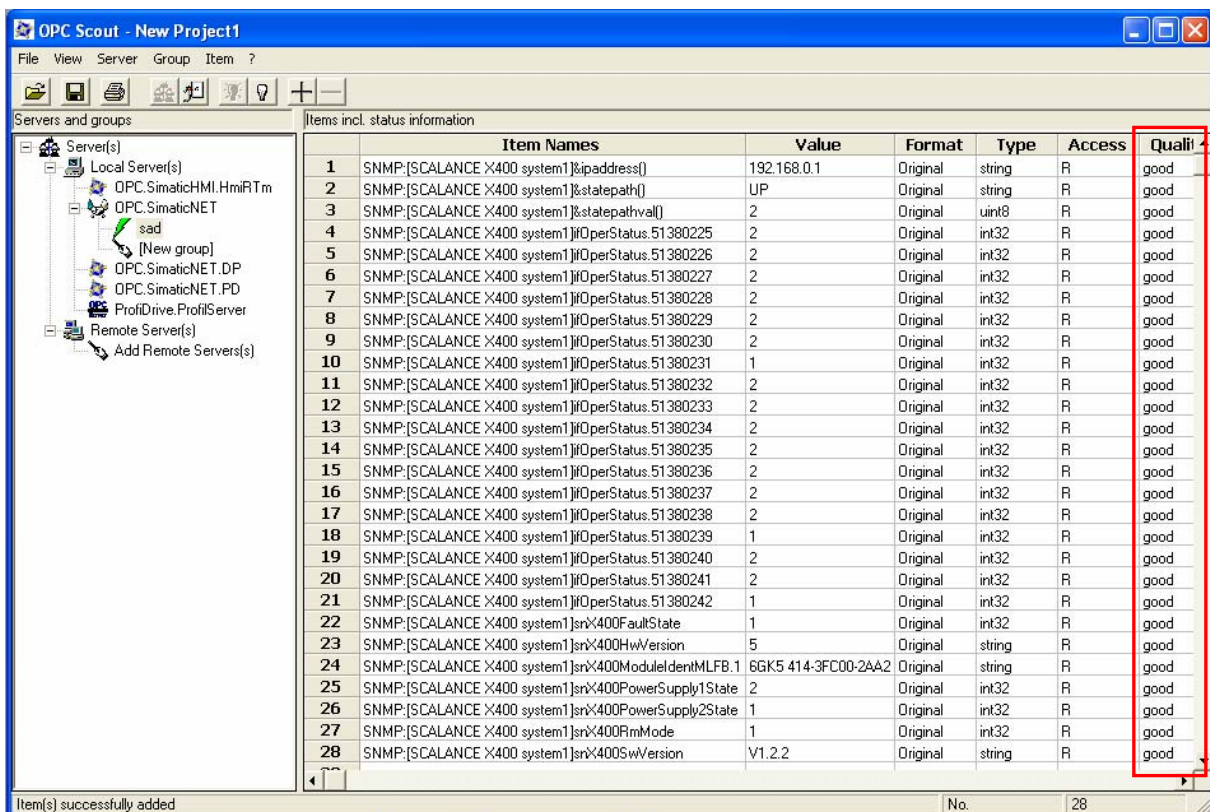 OPC Scout - New Project1
File View Server Group Item ?
Servers and groups
Items incl. status information
Server(s)
Local Server(s)
OPC.SimaticHMI.HmiRTm
OPC.SimaticNET
sad
[New group]
OPC.SimaticNET.DP
OPC.SimaticNET.PD
ProfiDrive.ProfilServer
Remote Server(s)
Add Remote Servers(s)
Item Names Value Format Type Access Qualit
1 SNMP:[SCALANCE X400 system1]&ipaddress() 192.168.0.1 Original string R good
2 SNMP:[SCALANCE X400 system1]&statepath() UP Original string R good
3 SNMP:[SCALANCE X400 system1]&statepathval() 2 Original uint8 R good
4 SNMP:[SCALANCE X400 system1]ifOperStatus.51380225 2 Original int32 R good
5 SNMP:[SCALANCE X400 system1]ifOperStatus.51380226 2 Original int32 R good
6 SNMP:[SCALANCE X400 system1]ifOperStatus.51380227 2 Original int32 R good
7 SNMP:[SCALANCE X400 system1]ifOperStatus.51380228 2 Original int32 R good
8 SNMP:[SCALANCE X400 system1]ifOperStatus.51380229 2 Original int32 R good
9 SNMP:[SCALANCE X400 system1]ifOperStatus.51380230 2 Original int32 R good
10 SNMP:[SCALANCE X400 system1]ifOperStatus.51380231 1 Original int32 R good
11 SNMP:[SCALANCE X400 system1]ifOperStatus.51380232 2 Original int32 R good
12 SNMP:[SCALANCE X400 system1]ifOperStatus.51380233 2 Original int32 R good
13 SNMP:[SCALANCE X400 system1]ifOperStatus.51380234 2 Original int32 R good
14 SNMP:[SCALANCE X400 system1]ifOperStatus.51380235 2 Original int32 R good
15 SNMP:[SCALANCE X400 system1]ifOperStatus.51380236 2 Original int32 R good
16 SNMP:[SCALANCE X400 system1]ifOperStatus.51380237 2 Original int32 R good
17 SNMP:[SCALANCE X400 system1]ifOperStatus.51380238 2 Original int32 R good
18 SNMP:[SCALANCE X400 system1]ifOperStatus.51380239 1 Original int32 R good
19 SNMP:[SCALANCE X400 system1]ifOperStatus.51380240 2 Original int32 R good
20 SNMP:[SCALANCE X400 system1]ifOperStatus.51380241 2 Original int32 R good
21 SNMP:[SCALANCE X400 system1]ifOperStatus.51380242 1 Original int32 R good
22 SNMP:[SCALANCE X400 system1]snX400FaultState 1 Original int32 R good
23 SNMP:[SCALANCE X400 system1]snX400HwVersion 5 Original string R good
24 SNMP:[SCALANCE X400 system1]snX400ModuleIdentMLFB.1 6GK5 414-3FC00-2AA2 Original string R good
25 SNMP:[SCALANCE X400 system1]snX400PowerSupply1State 2 Original int32 R good
26 SNMP:[SCALANCE X400 system1]snX400PowerSupply2State 1 Original int32 R good
27 SNMP:[SCALANCE X400 system1]snX400RmMode 1 Original int32 R good
28 SNMP:[SCALANCE X400 system1]snX400SwVersion V1.2.2 Original string R good
Item(s) successfully added No. 28